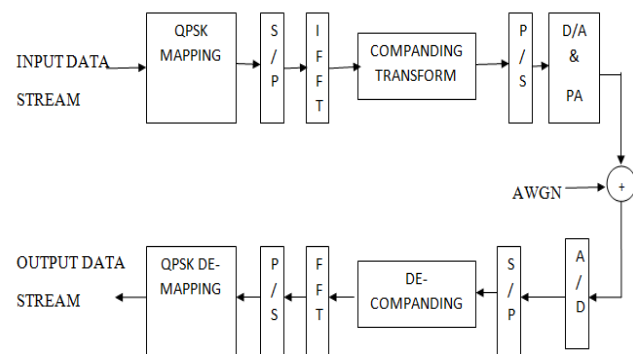 INPUT DATA
STREAM
QPSK
MAPPING
S
/
P
I
F
F
T
COMPANDING
TRANSFORM
P
/
S
D/A
&
PA
+
AWGN
OUTPUT DATA
STREAM
QPSK DE-
MAPPING
P
/
S
F
F
T
DE-
COMPANDING
S
/
P
A
/
D